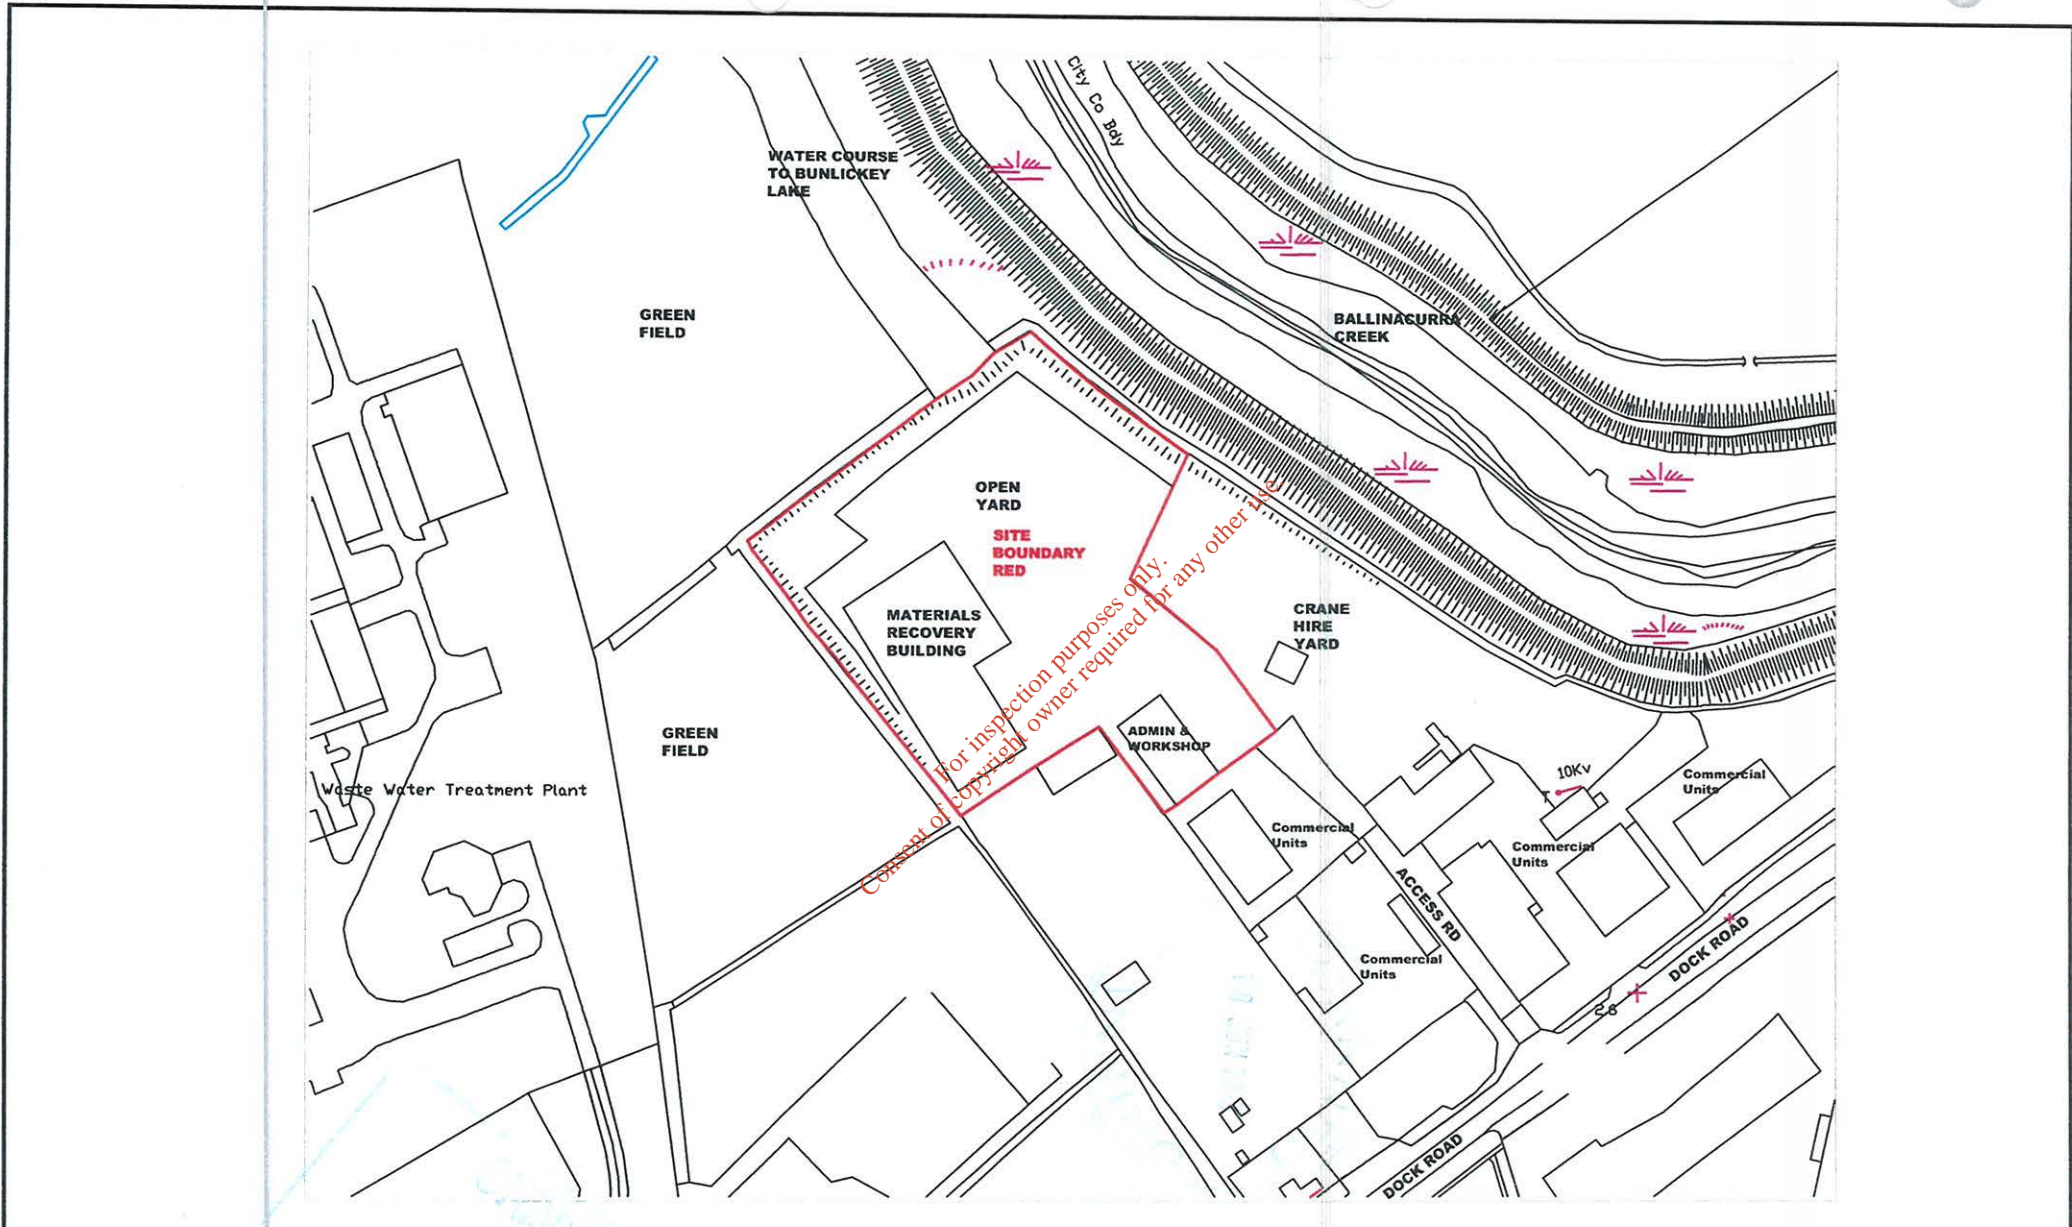 City Co Bdy
WATER COURSE
TO BUNLICKEY
LAKE
GREEN
FIELD
BALLINACURRA
CREEK
OPEN
YARD
SITE
BOUNDARY
RED
MATERIALS
RECOVERY
BUILDING
CRANE
HIRE
YARD
For inspection purposes only.
Consent of copyright owner required for any other use.
GREEN
FIELD
ADMIN &
WORKSHOP
Waste Water Treatment Plant
10Kv
T
Commercial
Units
Commercial
Units
Commercial
Units
ACCESS RD
Commercial
Units
DOCK ROAD
2.6
DOCK ROAD